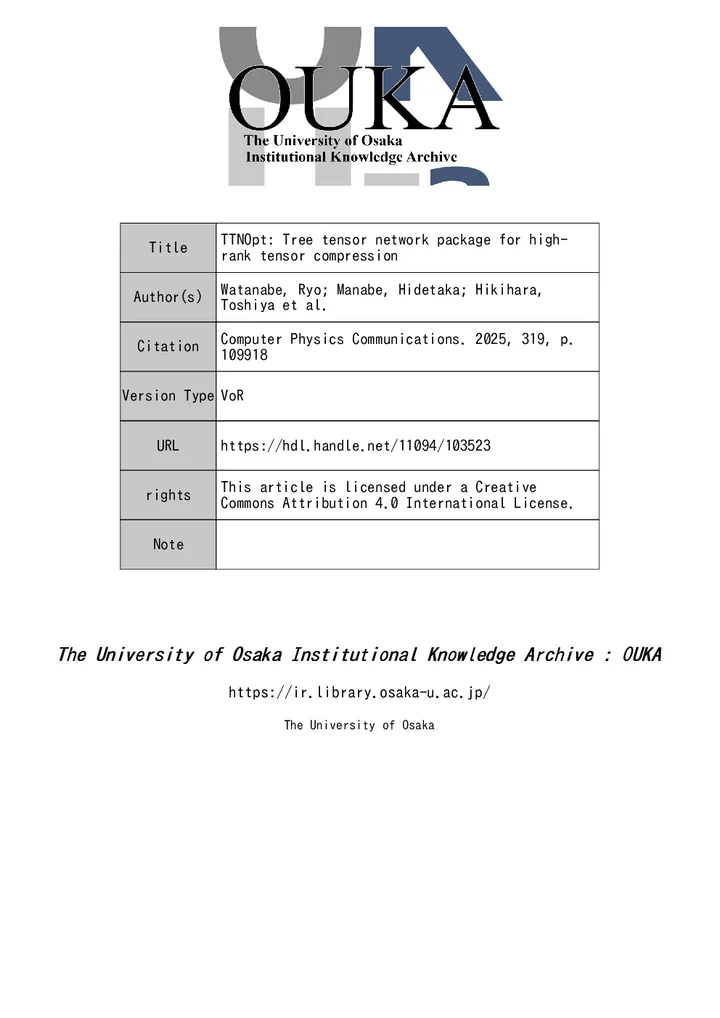 OUKA
The University of Osaka
Institutional Knowledge Archive
Title
TTNOpt: Tree tensor network package for high-
rank tensor compression
Author(s)
Watanabe, Ryo; Manabe, Hidetaka; Hikihara,
Toshiya et al.
Citation
Computer Physics Communications. 2025, 319, p.
109918
Version Type
VoR
URL
https://hdl.handle.net/11094/103523
rights
This article is licensed under a Creative
Commons Attribution 4.0 International License.
Note
The University of Osaka Institutional Knowledge Archive : OUKA
https://ir.library.osaka-u.ac.jp/
The University of Osaka